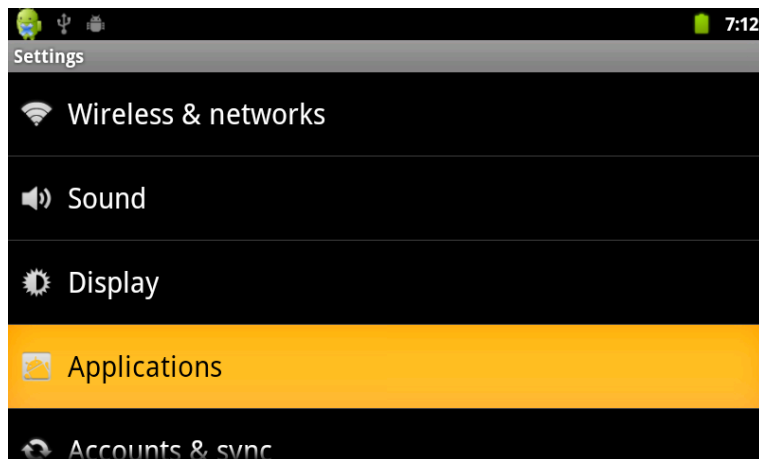 7:12
Settings
Wireless & networks
Sound
Display
Applications
Accounts & sync